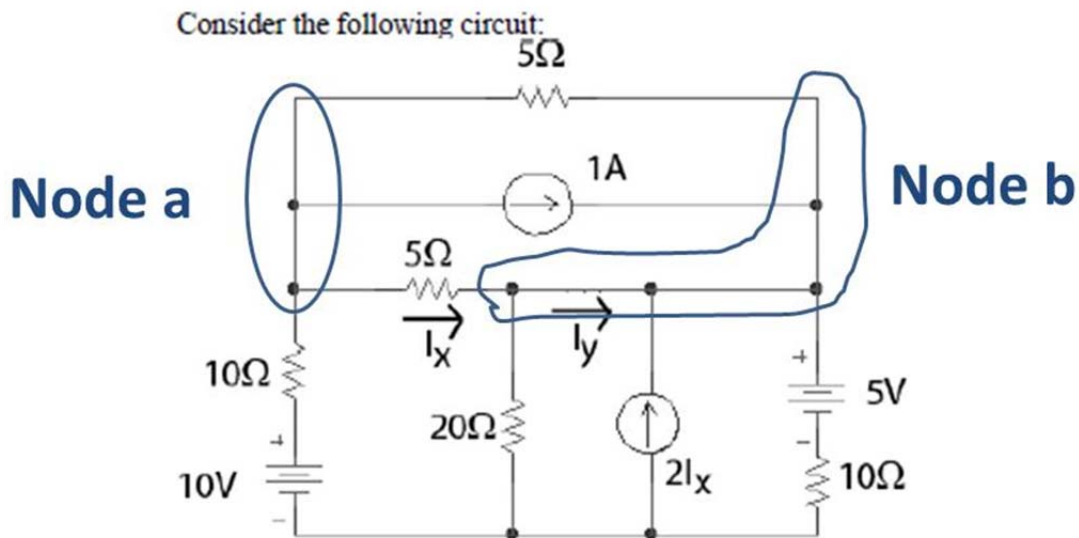 Consider the following circuit:
5Ω
1A
Node a
Node b
5Ω
Ix
Iy
10Ω
+
5V
20Ω
-
+
10V
2Ix
10Ω
-